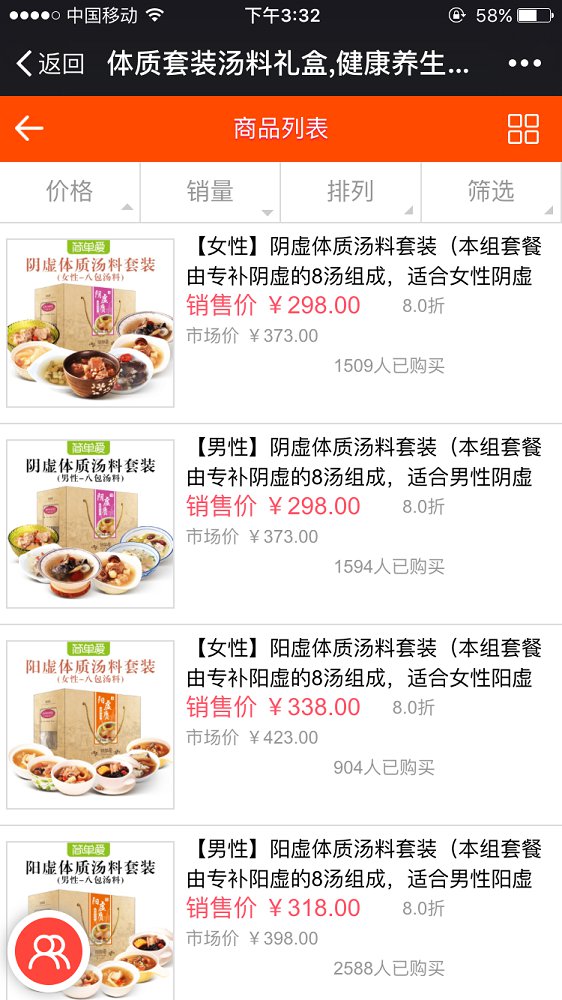 中国移动
下午3:32
58%
返回
体质套装汤料礼盒,健康养生...
商品列表
价格
销量
排列
筛选
简单爱
阴虚体质汤料套装
(女性-八包汤料)
【女性】阴虚体质汤料套装（本组套餐
由专补阴虚的8汤组成，适合女性阴虚
销售价 ￥298.00
8.0折
市场价 ￥373.00
1509人已购买
简单爱
阴虚体质汤料套装
(男性-八包汤料)
【男性】阴虚体质汤料套装（本组套餐
由专补阴虚的8汤组成，适合男性阴虚
销售价 ￥298.00
8.0折
市场价 ￥373.00
1594人已购买
简单爱
阳虚体质汤料套装
(女性-八包汤料)
【女性】阳虚体质汤料套装（本组套餐
由专补阳虚的8汤组成，适合女性阳虚
销售价 ￥338.00
8.0折
市场价 ￥423.00
904人已购买
简单爱
阳虚体质汤料套装
(男性-八包汤料)
【男性】阳虚体质汤料套装（本组套餐
由专补阳虚的8汤组成，适合男性阳虚
销售价 ￥318.00
8.0折
市场价 ￥398.00
2588人已购买